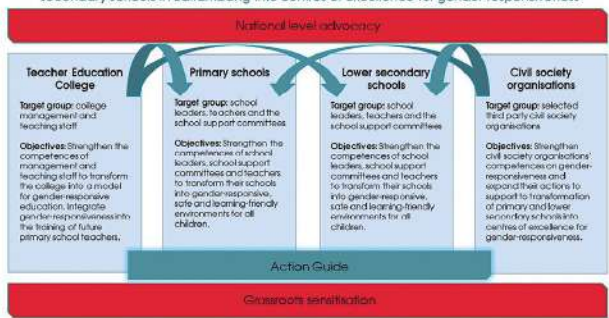 secondary schools in Battambang into centres of excellence for gender responsiveness
National level advocacy
Teacher Education
College
Target group: college
management and
teaching staff
Objectives: Strengthen the
competences of
management and
teaching staff to transform
the college into a model
for gender-responsive
education. Integrate
gender-responsiveness into
the training of future
primary school teachers.
Primary schools
Target group: school
leaders, teachers and the
school support committees
Objectives: Strengthen the
competences of school
leaders, school support
committees and teachers
to transform their schools
into gender-responsive,
safe and learning-friendly
environments for all
children.
Lower secondary
schools
Target group: school
leaders, teachers and the
school support committees
Objectives: Strengthen the
competences of school
leaders, school support
committees and teachers
to transform their schools
into gender-responsive,
safe and learning-friendly
environments for all
children.
Civil society
organisations
Target group: selected
third party civil society
organisations
Objectives: Strengthen
civil society organisations'
competences on gender-
responsiveness and
expand their actions to
support to transformation
of primary and lower
secondary schools into
centres of excellence for
gender-responsiveness.
Action Guide
Grassroots sensitisation